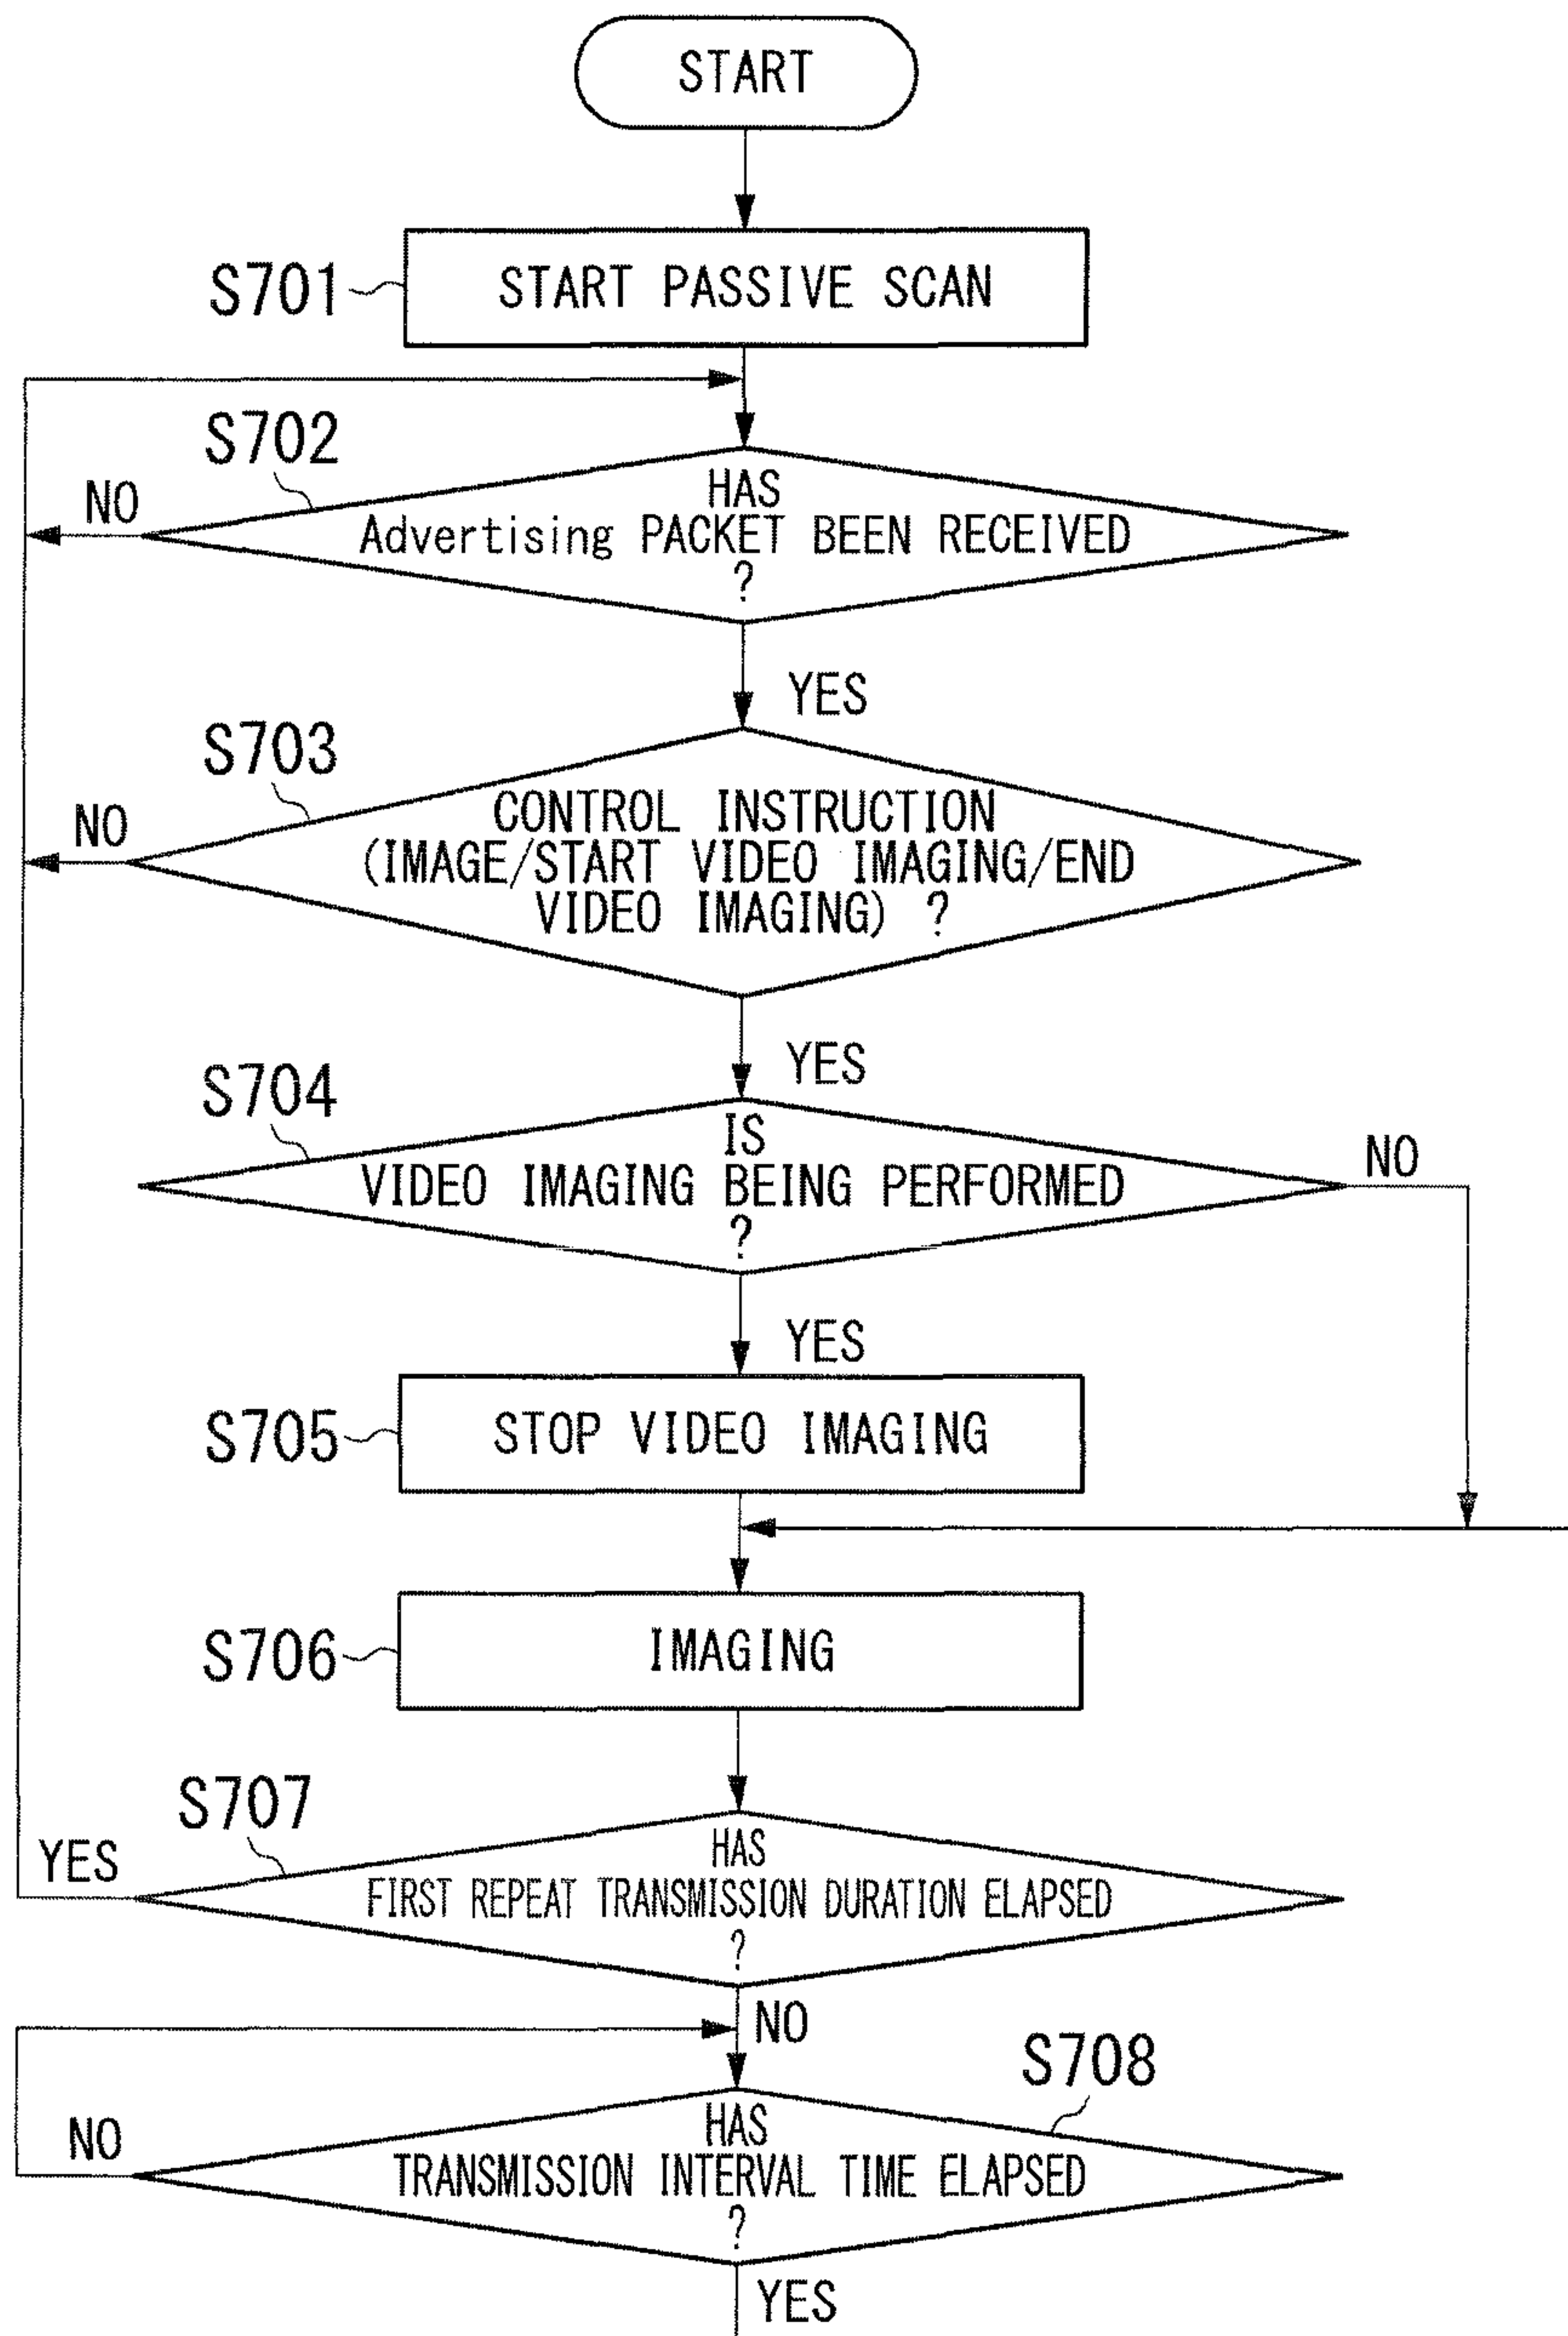 START
S701
START PASSIVE SCAN
S702
NO
HAS
Advertising PACKET BEEN RECEIVED
?
YES
S703
NO
CONTROL INSTRUCTION
(IMAGE/START VIDEO IMAGING/END
VIDEO IMAGING) ?
YES
S704
IS
VIDEO IMAGING BEING PERFORMED
?
NO
YES
S705
STOP VIDEO IMAGING
S706
IMAGING
S707
YES
HAS
FIRST REPEAT TRANSMISSION DURATION ELAPSED
?
NO
S708
NO
HAS
TRANSMISSION INTERVAL TIME ELAPSED
?
YES